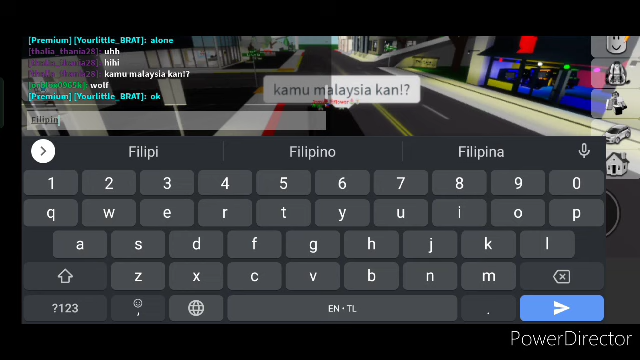 [Premium] [Yourlittle_BRAT]: alone
[thalia_thania28]: uhh
[thalia_thania28]: hihi
[thalia_thania28]: kamu malaysia kan!?
wolf
[Premium] [Yourlittle_BRAT]: ok
kamu malaysia kan!?
Filipin
Filipi Filipino Filipina
1 2 3 4 5 6 7 8 9 0
q w e r t y u i o p
a s d f g h j k l
z x c v b n m
?123 , EN • TL .
PowerDirector